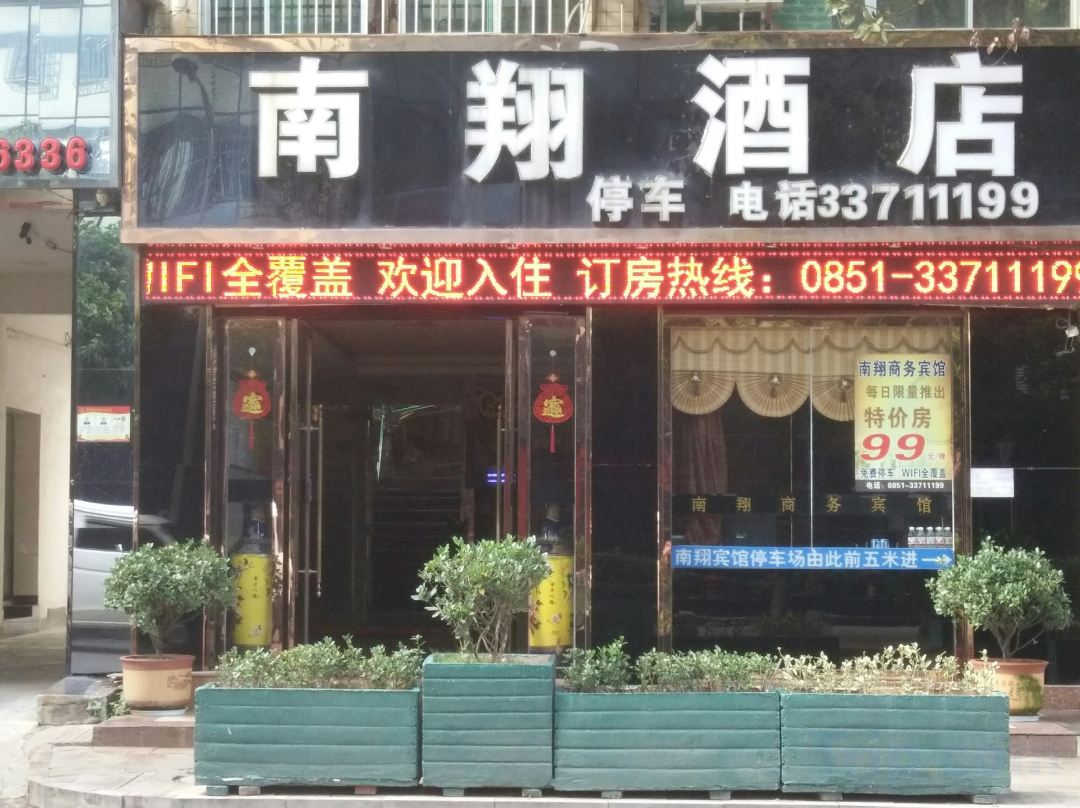 南翔酒店
停车 电话33711199
6336
IFI全覆盖 欢迎入住 订房热线：0851-33711199
南翔商务宾馆
每日限量推出
特价房
99元/晚
免费停车 WIFI全覆盖
电话：0851-33711199
南翔商务宾馆
南翔宾馆停车场由此前五米进